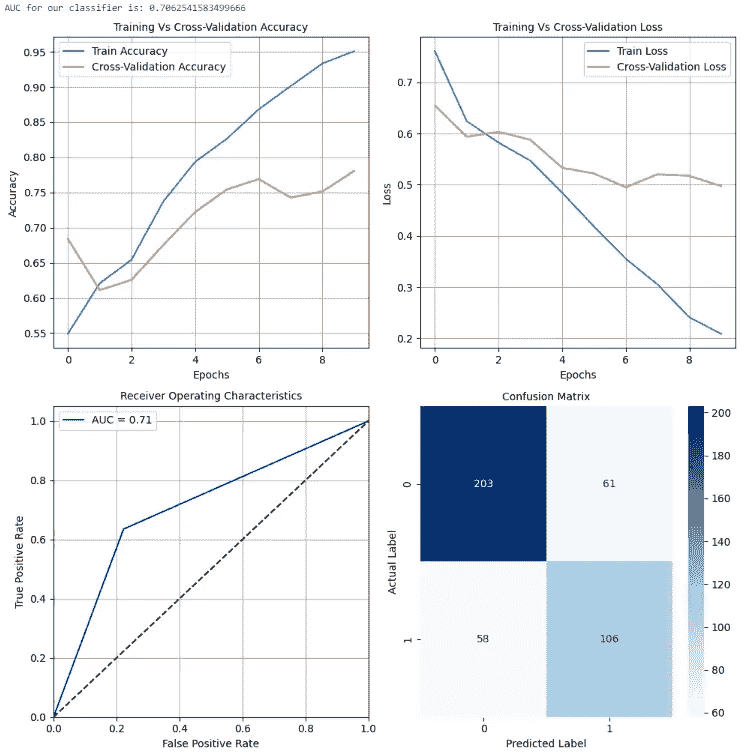 AUC for our classifier is: 0.7062541583499666
Training Vs Cross-Validation Accuracy
Train Accuracy
Cross-Validation Accuracy
0.95
0.90
0.85
0.80
0.75
0.70
0.65
0.60
0.55
Accuracy
0 2 4 6 8
Epochs
Training Vs Cross-Validation Loss
Train Loss
Cross-Validation Loss
0.7
0.6
0.5
0.4
0.3
0.2
Loss
0 2 4 6 8
Epochs
Receiver Operating Characteristics
AUC = 0.71
1.0
0.8
0.6
0.4
0.2
0.0
True Positive Rate
0.0 0.2 0.4 0.6 0.8 1.0
False Positive Rate
Confusion Matrix
Actual Label
0
203 61
1
58 106
0 1
Predicted Label
200
180
160
140
120
100
80
60